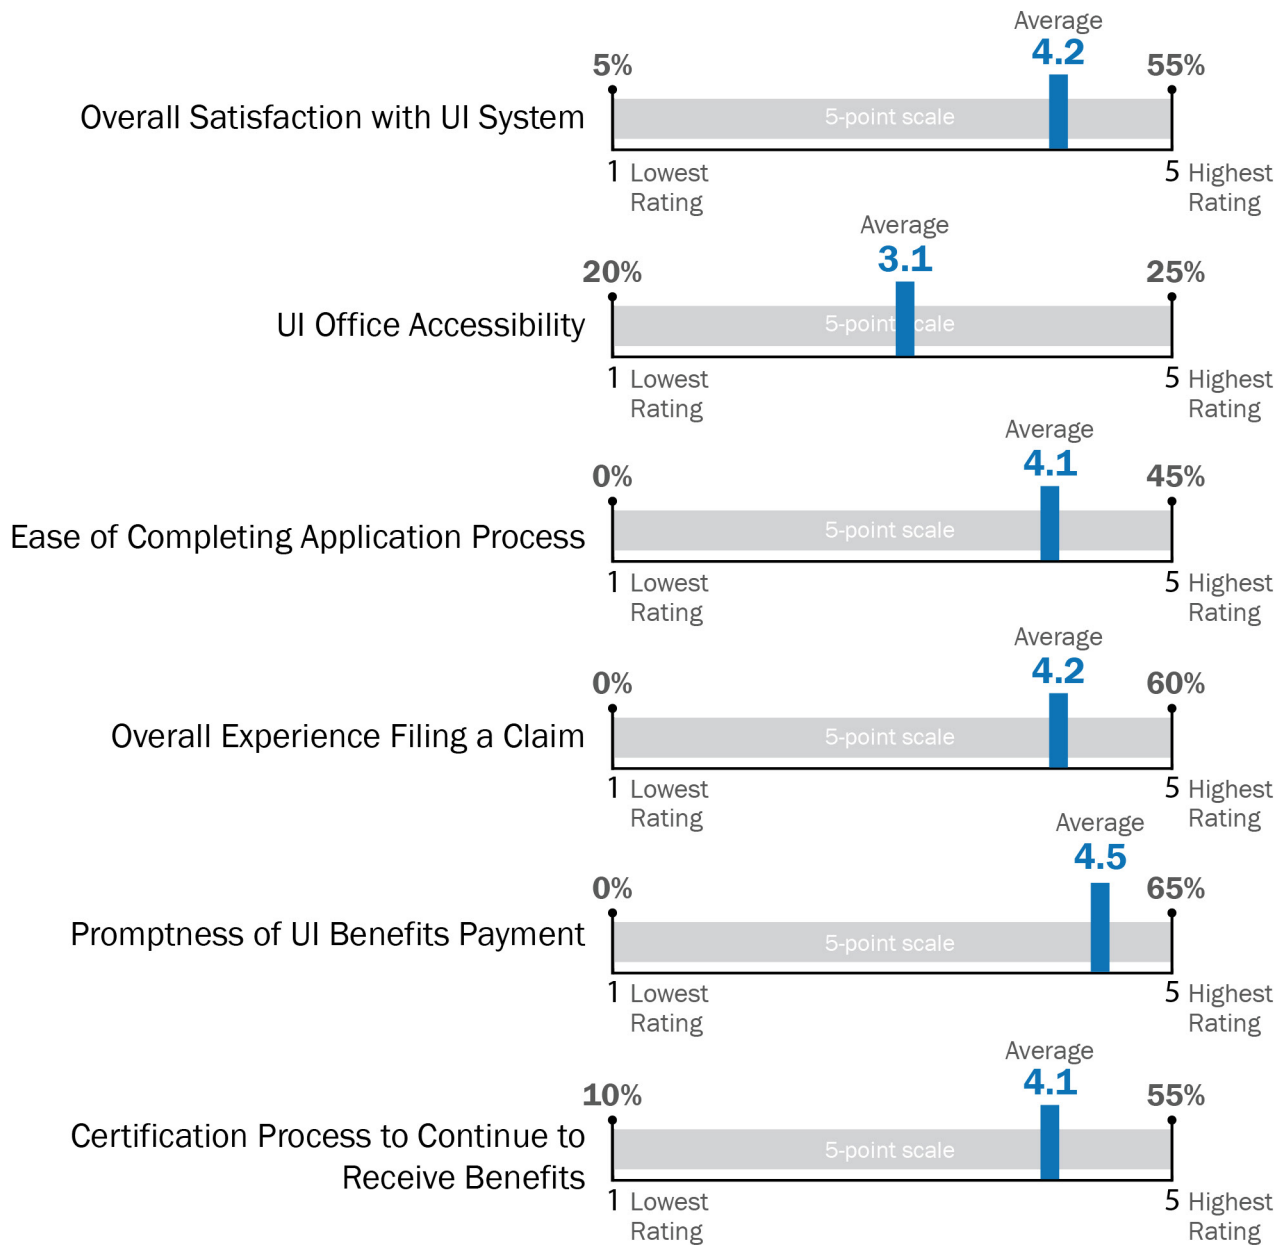 Average
4.2
5%
55%
Overall Satisfaction with UI System
5-point scale
1 Lowest Rating
5 Highest Rating
Average
3.1
20%
25%
UI Office Accessibility
5-point scale
1 Lowest Rating
5 Highest Rating
Average
4.1
0%
45%
Ease of Completing Application Process
5-point scale
1 Lowest Rating
5 Highest Rating
Average
4.2
0%
60%
Overall Experience Filing a Claim
5-point scale
1 Lowest Rating
5 Highest Rating
Average
4.5
0%
65%
Promptness of UI Benefits Payment
5-point scale
1 Lowest Rating
5 Highest Rating
Average
4.1
10%
55%
Certification Process to Continue to
Receive Benefits
5-point scale
1 Lowest Rating
5 Highest Rating